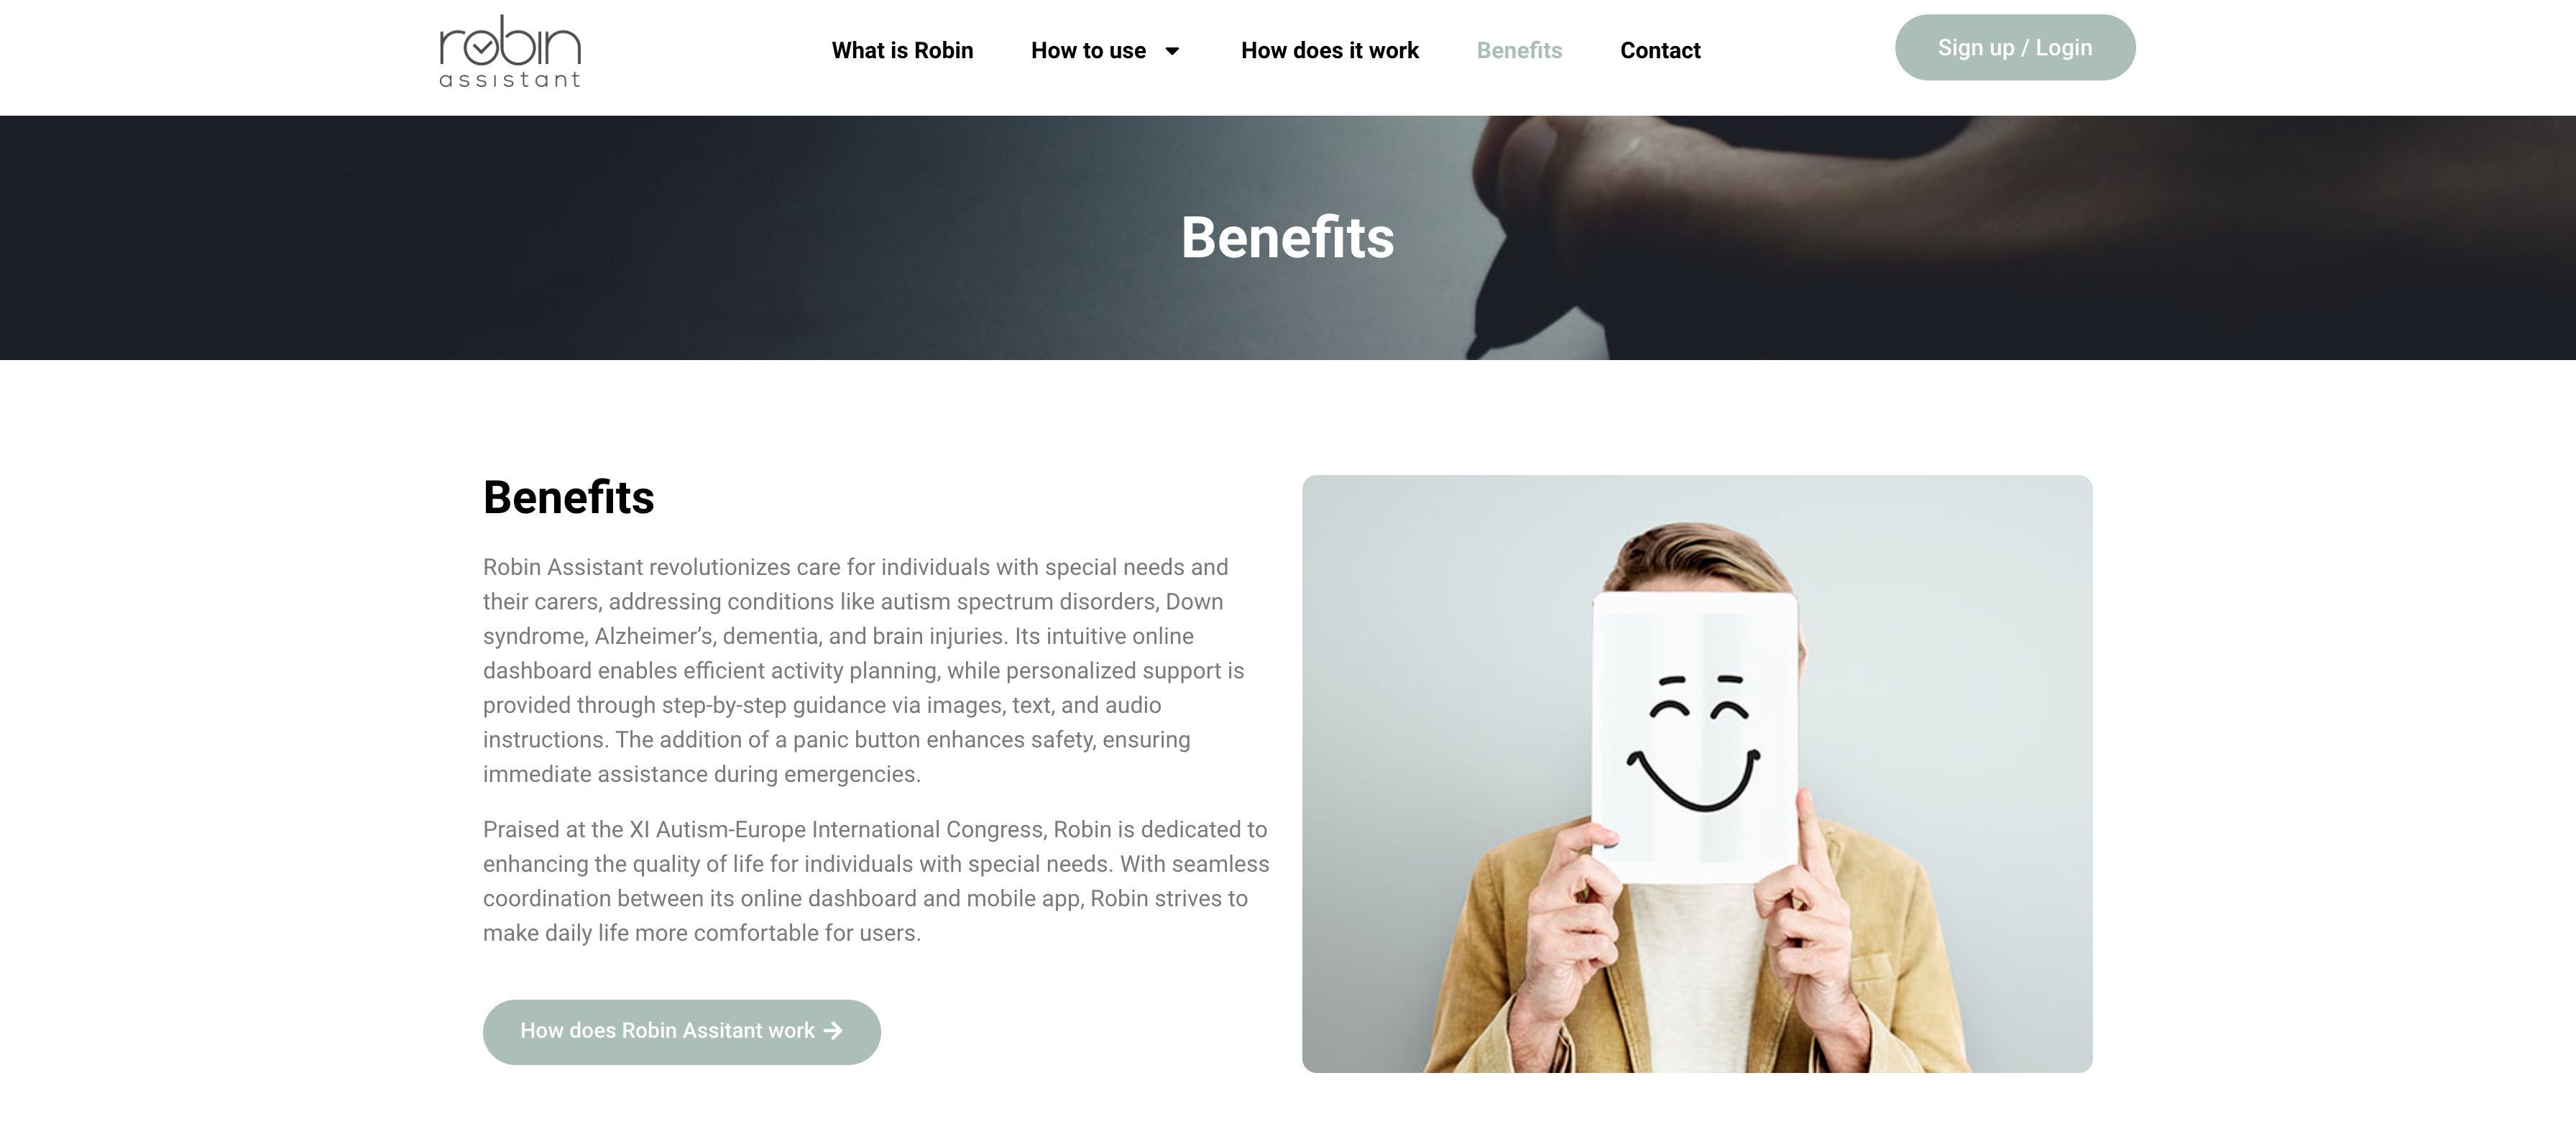 robin
assistant
What is Robin
How to use
How does it work
Benefits
Contact
Sign up / Login
Benefits
Benefits
Robin Assistant revolutionizes care for individuals with special needs and
their carers, addressing conditions like autism spectrum disorders, Down
syndrome, Alzheimer’s, dementia, and brain injuries. Its intuitive online
dashboard enables efficient activity planning, while personalized support is
provided through step-by-step guidance via images, text, and audio
instructions. The addition of a panic button enhances safety, ensuring
immediate assistance during emergencies.
Praised at the XI Autism-Europe International Congress, Robin is dedicated to
enhancing the quality of life for individuals with special needs. With seamless
coordination between its online dashboard and mobile app, Robin strives to
make daily life more comfortable for users.
How does Robin Assitant work